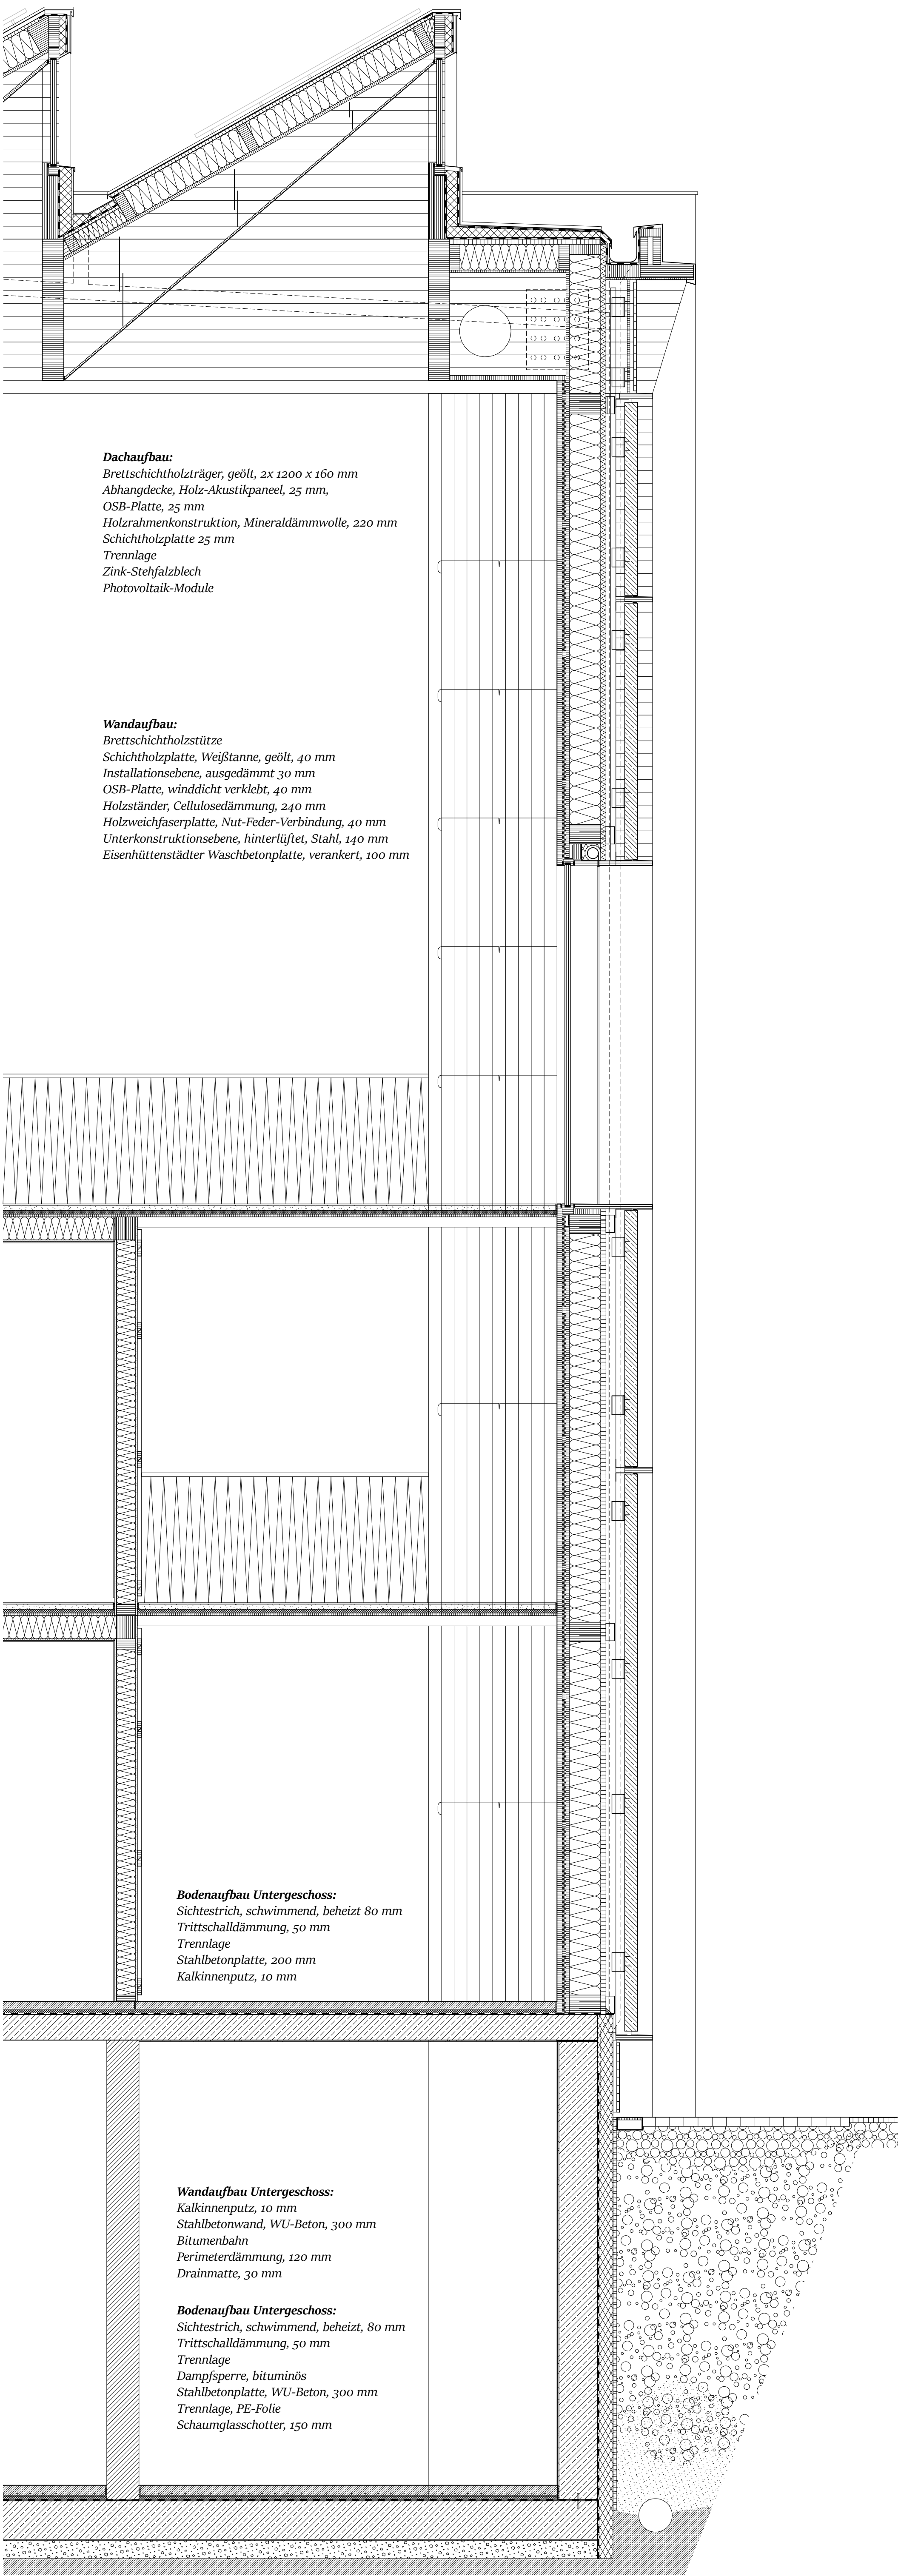 Dachaufbau:
Brettschichtholzträger, geölt, 2x 1200 x 160 mm
Abhangdecke, Holz-Akustikpaneel, 25 mm,
OSB-Platte, 25 mm
Holzrahmenkonstruktion, Mineraldämmwolle, 220 mm
Schichtholzplatte 25 mm
Trennlage
Zink-Stehfalzblech
Photovoltaik-Module
Wandaufbau:
Brettschichtholzstütze
Schichtholzplatte, Weißtanne, geölt, 40 mm
Installationsebene, ausgedämmt 30 mm
OSB-Platte, winddicht verklebt, 40 mm
Holzständer, Cellulosedämmung, 240 mm
Holzweichfaserplatte, Nut-Feder-Verbindung, 40 mm
Unterkonstruktionsebene, hinterlüftet, Stahl, 140 mm
Eisenhüttenstädter Waschbetonplatte, verankert, 100 mm
Bodenaufbau Untergeschoss:
Sichtestrich, schwimmend, beheizt 80 mm
Trittschalldämmung, 50 mm
Trennlage
Stahlbetonplatte, 200 mm
Kalkinnenputz, 10 mm
Wandaufbau Untergeschoss:
Kalkinnenputz, 10 mm
Stahlbetonwand, WU-Beton, 300 mm
Bitumenbahn
Perimeterdämmung, 120 mm
Drainmatte, 30 mm
Bodenaufbau Untergeschoss:
Sichtestrich, schwimmend, beheizt, 80 mm
Trittschalldämmung, 50 mm
Trennlage
Dampfsperre, bituminös
Stahlbetonplatte, WU-Beton, 300 mm
Trennlage, PE-Folie
Schaumglasschotter, 150 mm